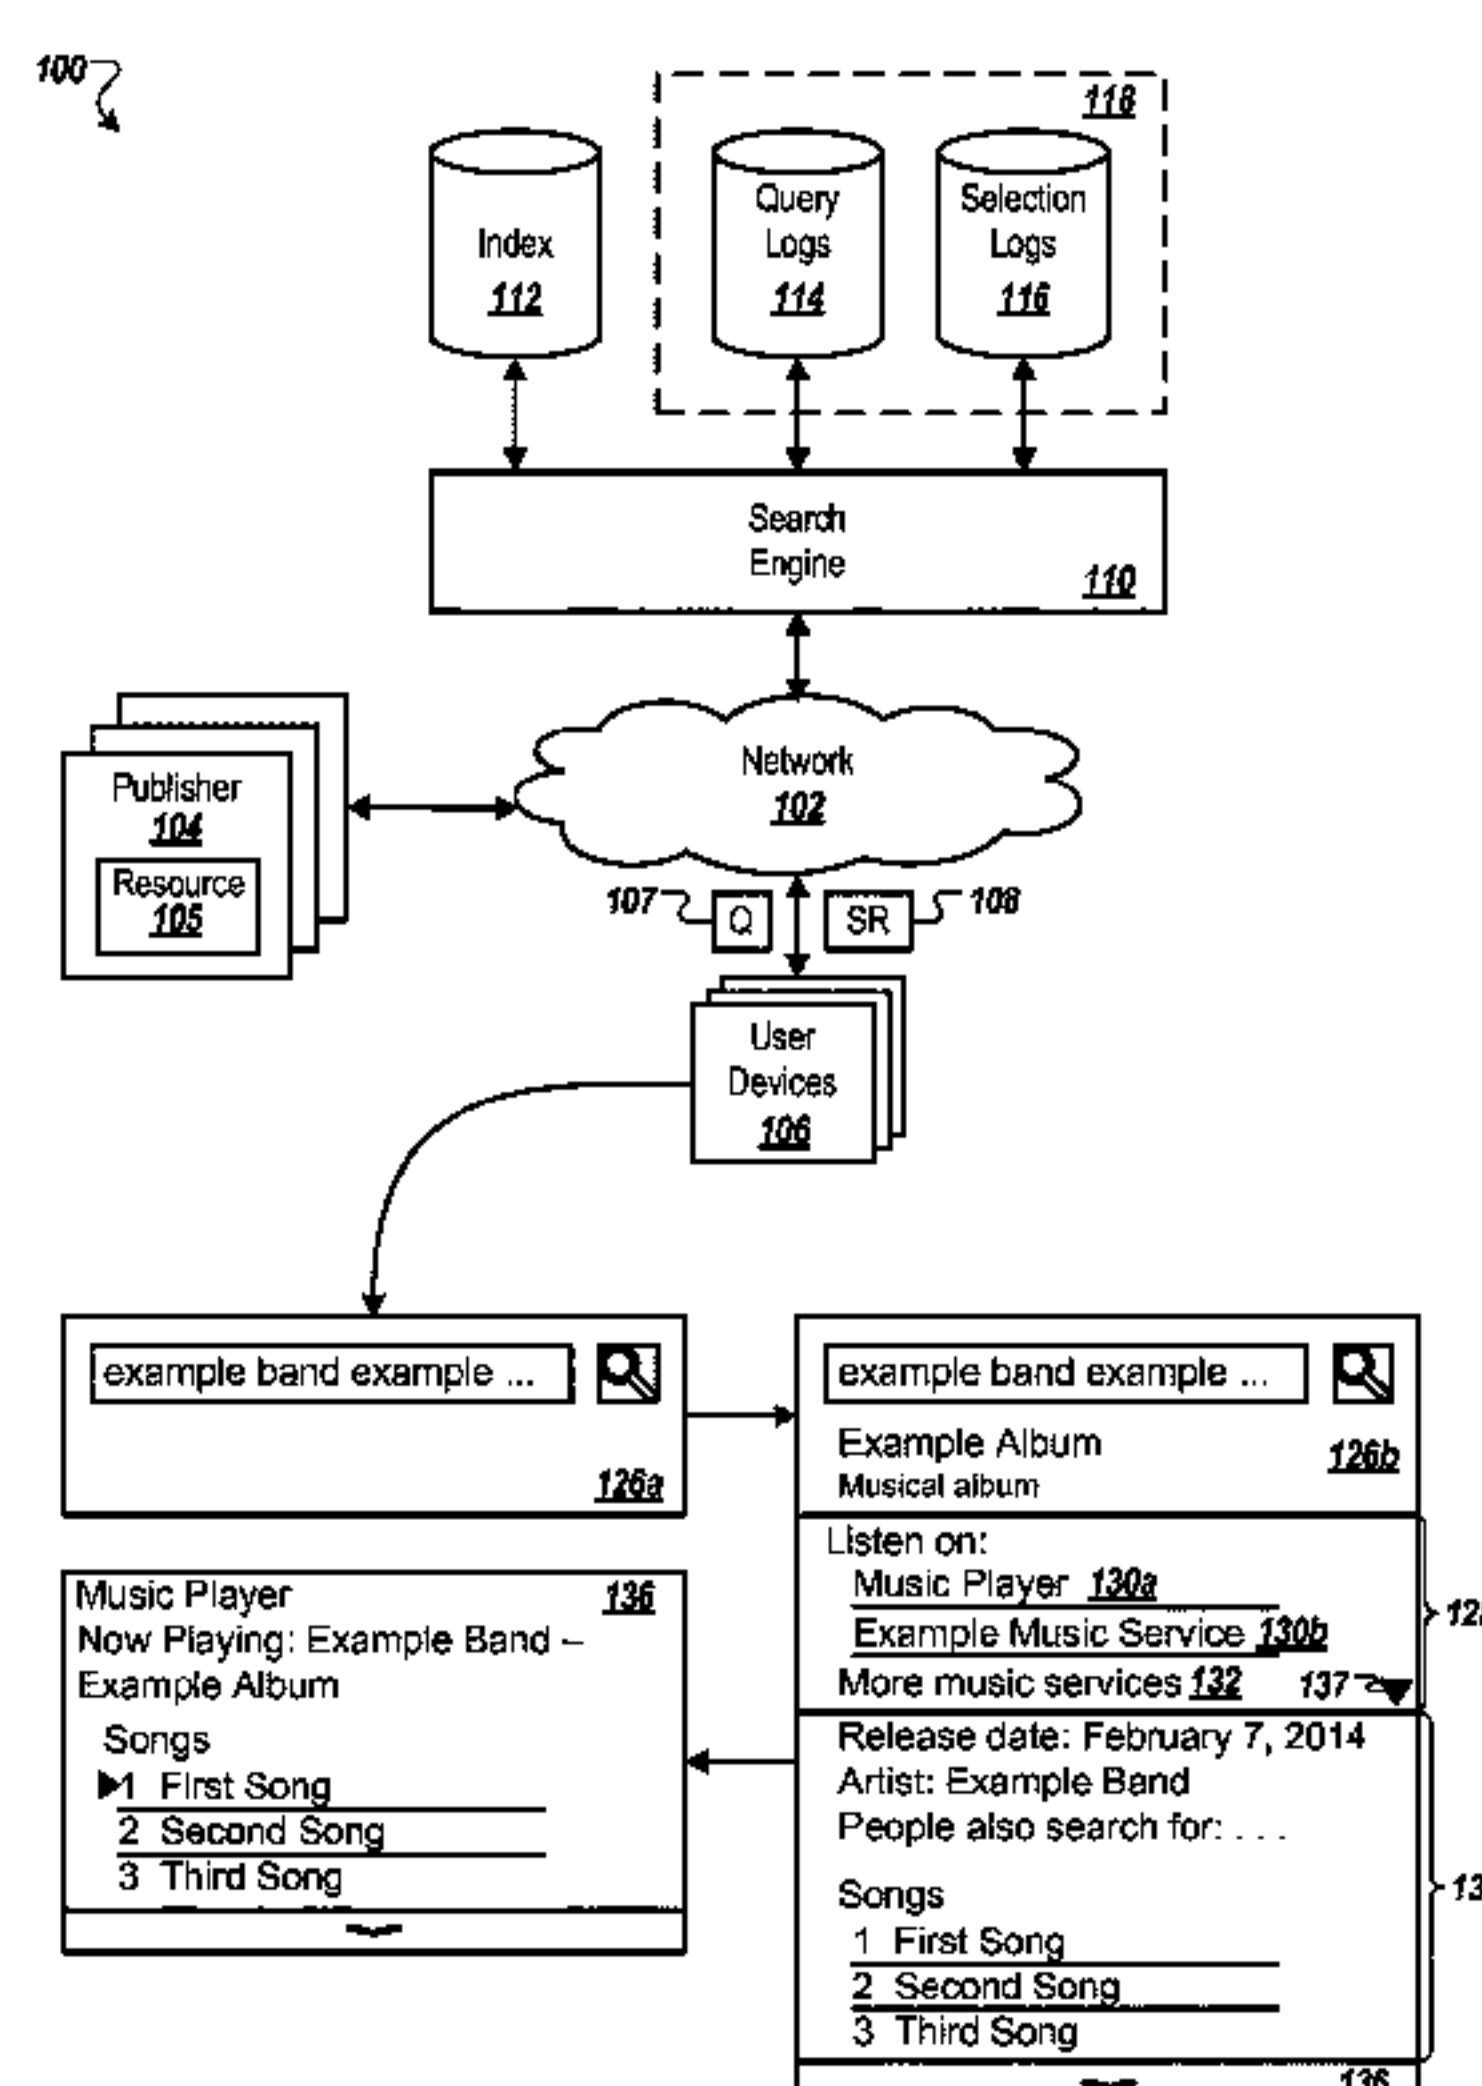 100
118
Index
112
Query
Logs
114
Selection
Logs
116
Search
Engine
110
Publisher
104
Resource
105
Network
102
107
Q
SR
108
User
Devices
106
example band example ...
126a
example band example ...
Example Album
Musical album
126b
Listen on:
Music Player 130a
Example Music Service 130b
More music services 132
137
Music Player
136
Now Playing: Example Band –
Example Album
Songs
1 First Song
2 Second Song
3 Third Song
Release date: February 7, 2014
Artist: Example Band
People also search for: . . .
Songs
1 First Song
2 Second Song
3 Third Song